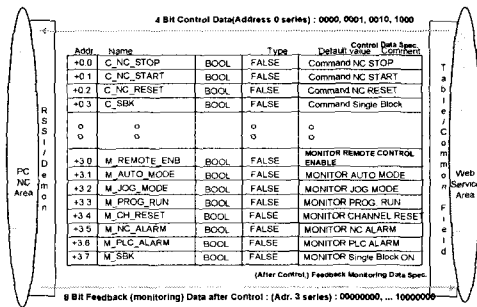 4 Bit Control Data(Address 0 series) : 0000, 0001, 0010, 1000
Control Data Spec.
Addr. Name Type Default value Comment
+0.0 C_NC_STOP BOOL FALSE Command NC STOP
+0.1 C_NC_START BOOL FALSE Command NC START
+0.2 C_NC_RESET BOOL FALSE Command NC RESET
+0.3 C_SBK BOOL FALSE Command Single Block
o o o o
o o o o
+3.0 M_REMOTE_ENB BOOL FALSE MONITOR REMOTE CONTROL ENABLE
+3.1 M_AUTO_MODE BOOL FALSE MONITOR AUTO MODE
+3.2 M_JOG_MODE BOOL FALSE MONITOR JOG MODE
+3.3 M_PROG_RUN BOOL FALSE MONITOR PROG. RUN
+3.4 M_CH_RESET BOOL FALSE MONITOR CHANNEL RESET
+3.5 M_NC_ALARM BOOL FALSE MONITOR NC ALARM
+3.6 M_PLC_ALARM BOOL FALSE MONITOR PLC ALARM
+3.7 M_SBK BOOL FALSE MONITOR Single Block ON
(After Control,) Feedback Monitoring Data Spec.
8 Bit Feedback (monitoring) Data after Control : (Adr. 3 series) : 00000000, ... 10000000
PC
NC
Area
RSSI/Demon
Table/Common Field
Web
Service
Area